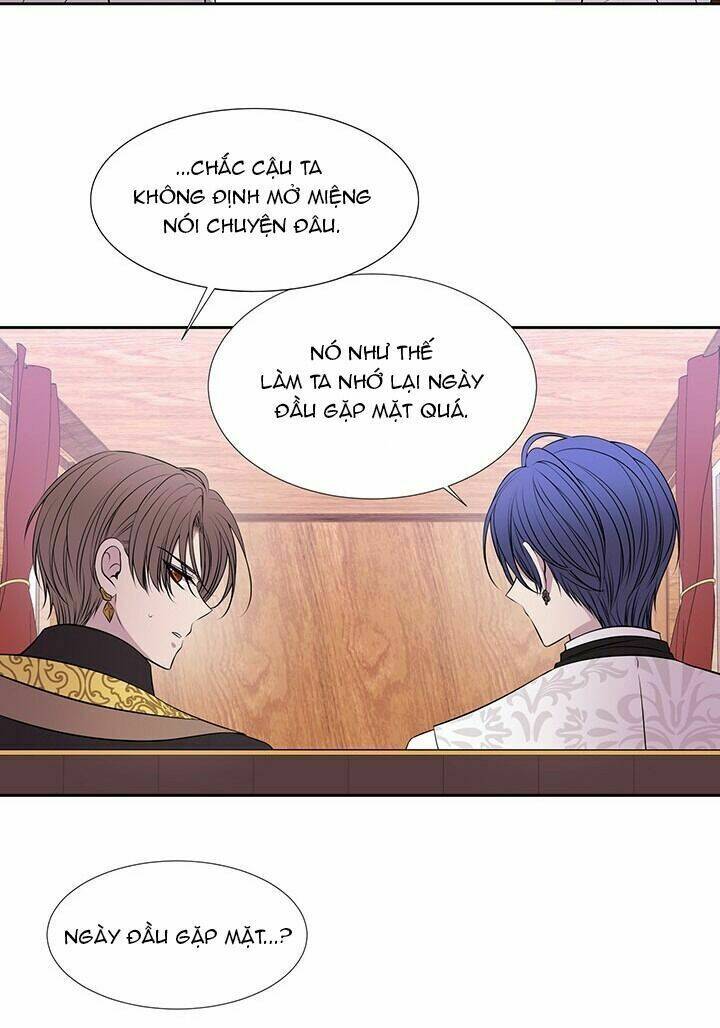 ...CHẮC CẬU TA
KHÔNG ĐỊNH MỞ MIỆNG
NÓI CHUYỆN ĐÂU.
NÓ NHƯ THẾ
LÀM TA NHỚ LẠI NGÀY
ĐẦU GẶP MẶT QUÁ.
NGÀY ĐẦU GẶP MẶT...?